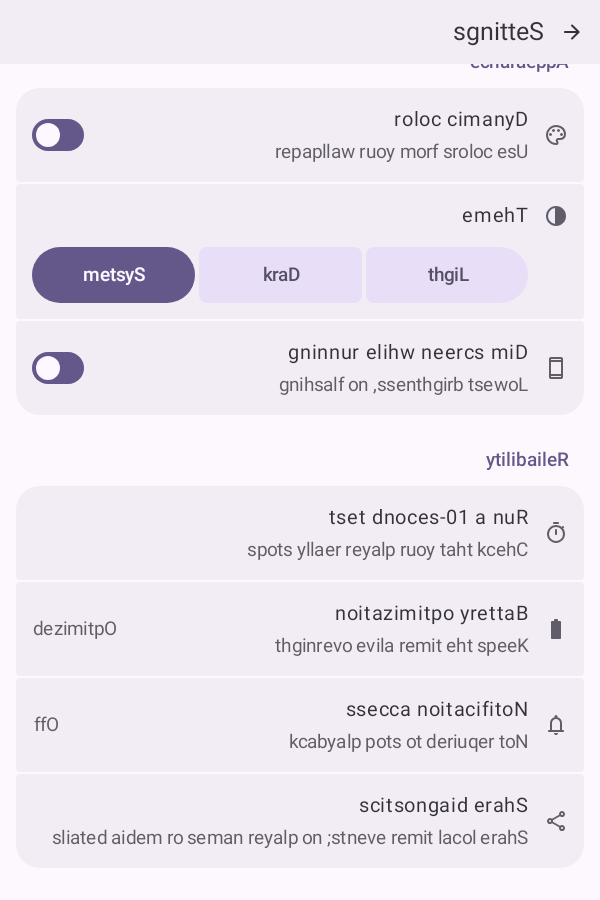 sgnitteS
roloc cimanyD
repapllaw ruoy morf sroloc esU
emehT
thgiL
kraD
metsyS
gninnur elihw neercs miD
gnihsalf on ,ssenthgirb tsewoL
ytilibaileR
tset dnoces-01 a nuR
spots yllaer reyalp ruoy taht kcehC
noitazimitpo yrettaB
thginrevo evila remit eht speeK
dezimitpO
ssecca noitacifitoN
kcabyalp pots ot deriuqer toN
ffO
scitsongaid erahS
sliated aidem ro seman reyalp on ;stneve remit lacol erahS